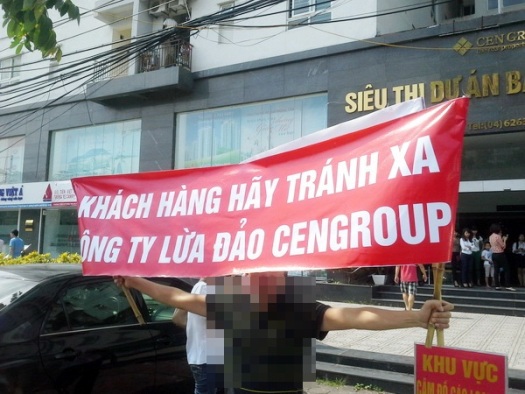 CENGR
SIÊU THỊ DỰ ÁN B
KHÁCH HÀNG HÃY TRÁNH XA
ÔNG TY LỪA ĐẢO CENGROUP
KHU VỰC